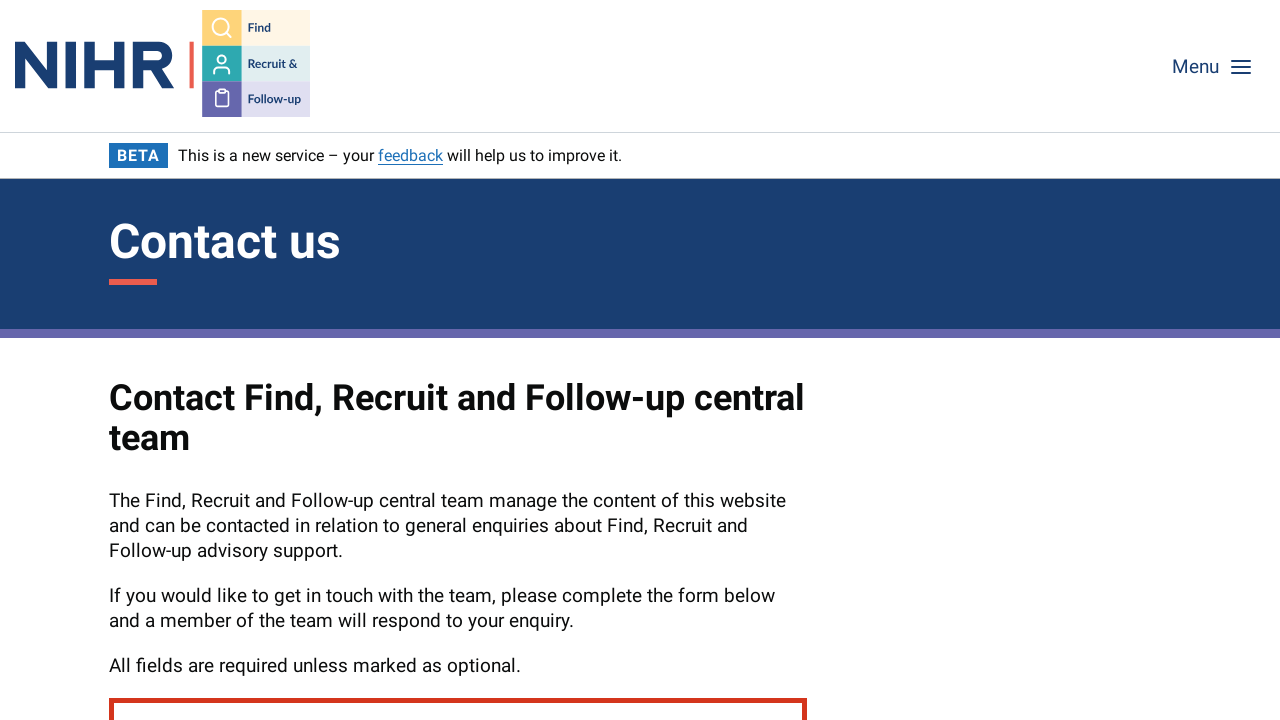 NIHR
Find
Recruit &
Follow-up
Menu
BETA This is a new service – your feedback will help us to improve it.
Contact us
Contact Find, Recruit and Follow-up central
team
The Find, Recruit and Follow-up central team manage the content of this website
and can be contacted in relation to general enquiries about Find, Recruit and
Follow-up advisory support.
If you would like to get in touch with the team, please complete the form below
and a member of the team will respond to your enquiry.
All fields are required unless marked as optional.